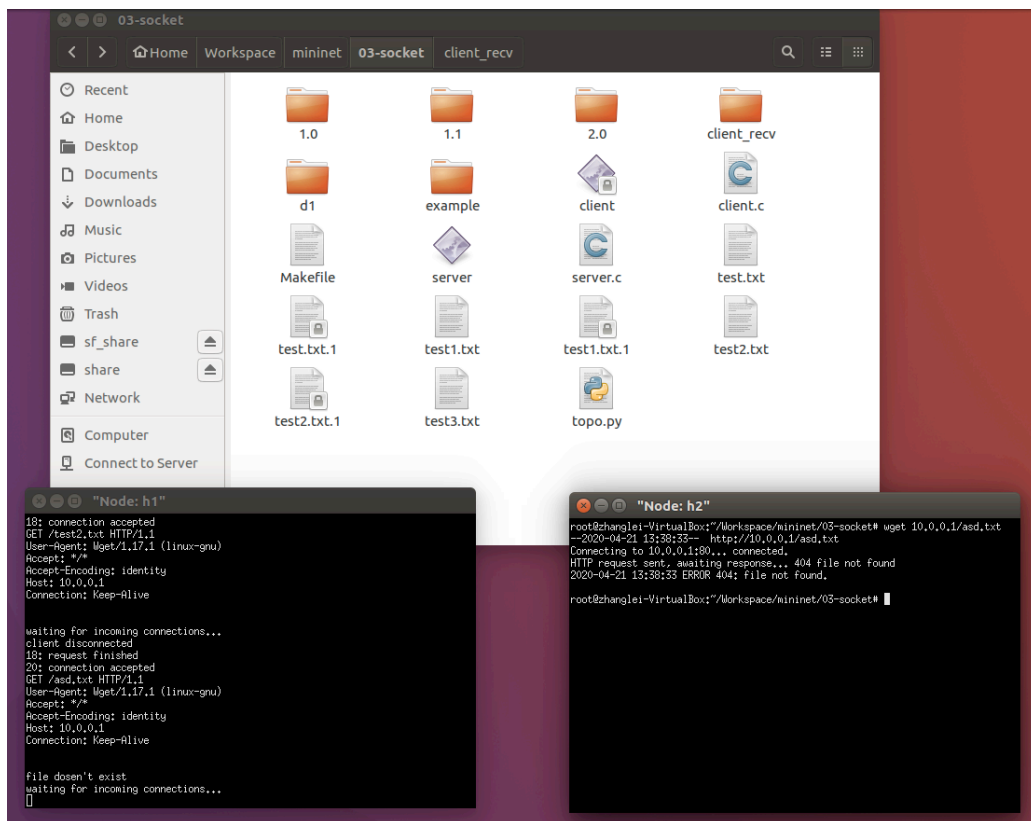 03-socket
Home Workspace mininet 03-socket client_recv
Recent
Home
Desktop
Documents
Downloads
Music
Pictures
Videos
Trash
sf_share
share
Network
Computer
Connect to Server
1.0 1.1 2.0 client_recv
d1 example client client.c
Makefile server server.c test.txt
test.txt.1 test1.txt test1.txt.1 test2.txt
test2.txt.1 test3.txt topo.py
"Node: h1"
18: connection accepted
GET /test2.txt HTTP/1.1
User-Agent: Wget/1.17.1 (linux-gnu)
Accept: */*
Accept-Encoding: identity
Host: 10.0.0.1
Connection: Keep-Alive
waiting for incoming connections...
client disconnected
18: request finished
20: connection accepted
GET /asd.txt HTTP/1.1
User-Agent: Wget/1.17.1 (linux-gnu)
Accept: */*
Accept-Encoding: identity
Host: 10.0.0.1
Connection: Keep-Alive
file dosen't exist
waiting for incoming connections...
"Node: h2"
root@zhanglei-VirtualBox:~/Workspace/mininet/03-socket# wget 10.0.0.1/asd.txt
--2020-04-21 13:38:33-- http://10.0.0.1/asd.txt
Connecting to 10.0.0.1:80... connected.
HTTP request sent, awaiting response... 404 file not found
2020-04-21 13:38:33 ERROR 404: file not found.
root@zhanglei-VirtualBox:~/Workspace/mininet/03-socket#